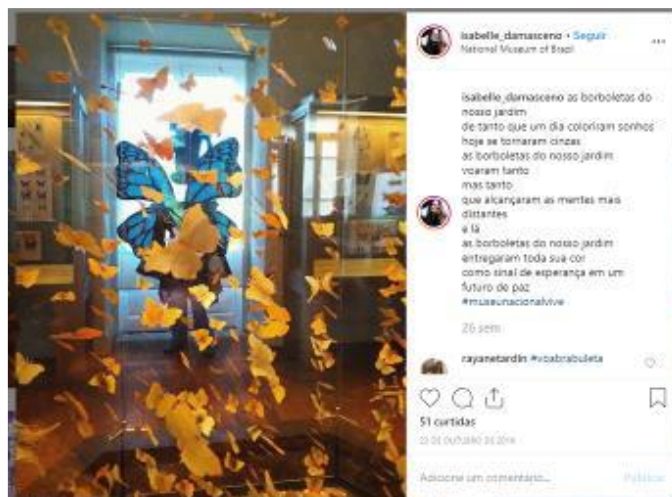 isabelle_damasceno • Seguir
National Museum of Brazil
isabelle_damasceno as borboletas do
nosso jardim
de tanto que um dia coloriram sonhos
hoje se tornaram cinzas
as borboletas do nosso jardim
voaram tanto
mas tanto
que alcançaram as mentes mais
distantes
e lá
as borboletas do nosso jardim
entregaram toda sua cor
como sinal de esperança em um
futuro de paz
#museunacionalvive
26 sem
rayanetardin #voabrabuleta
51 curtidas
DE OUTUBRO DE
Adicione um comentário...
Publicar